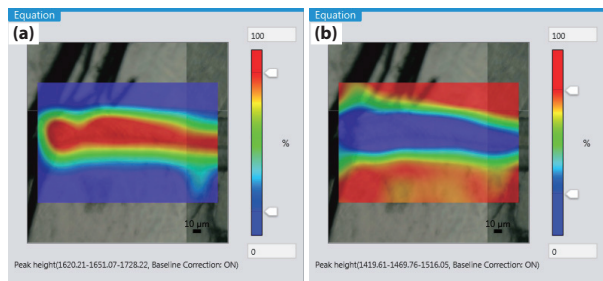 Equation
(a)
100
%
0
10 µm
Peak height(1620.21-1651.07-1728.22, Baseline Correction: ON)
Equation
(b)
100
%
0
10 µm
Peak height(1419.61-1469.76-1516.05, Baseline Correction: ON)